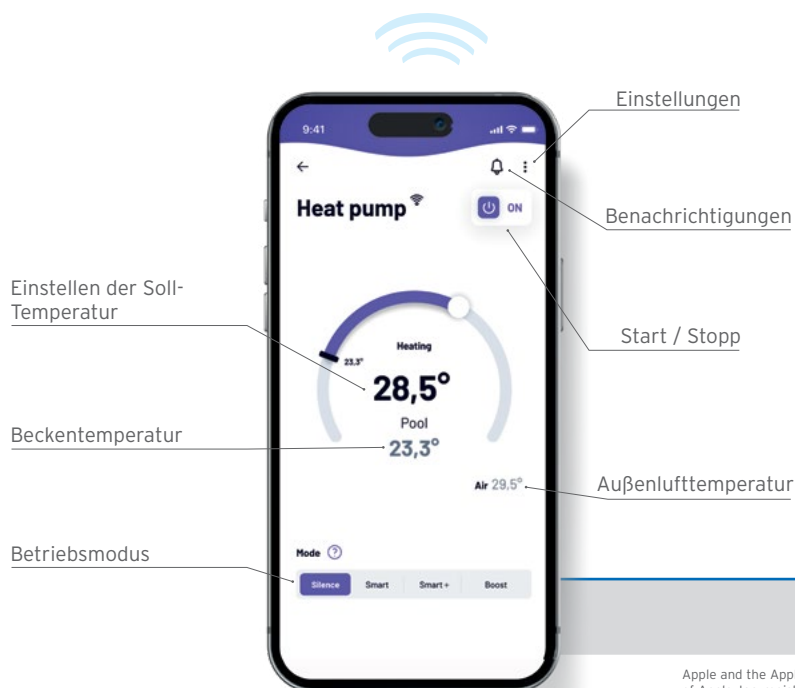 Einstellungen
9:41
Heat pump
ON
Benachrichtigungen
Einstellen der Soll-
Temperatur
Start / Stopp
Heating
23.3°
28,5°
Pool
Beckentemperatur
23,3°
Air 29,5°
Außenlufttemperatur
Mode ?
Betriebsmodus
Silence Smart Smart+ Boost
Apple and the